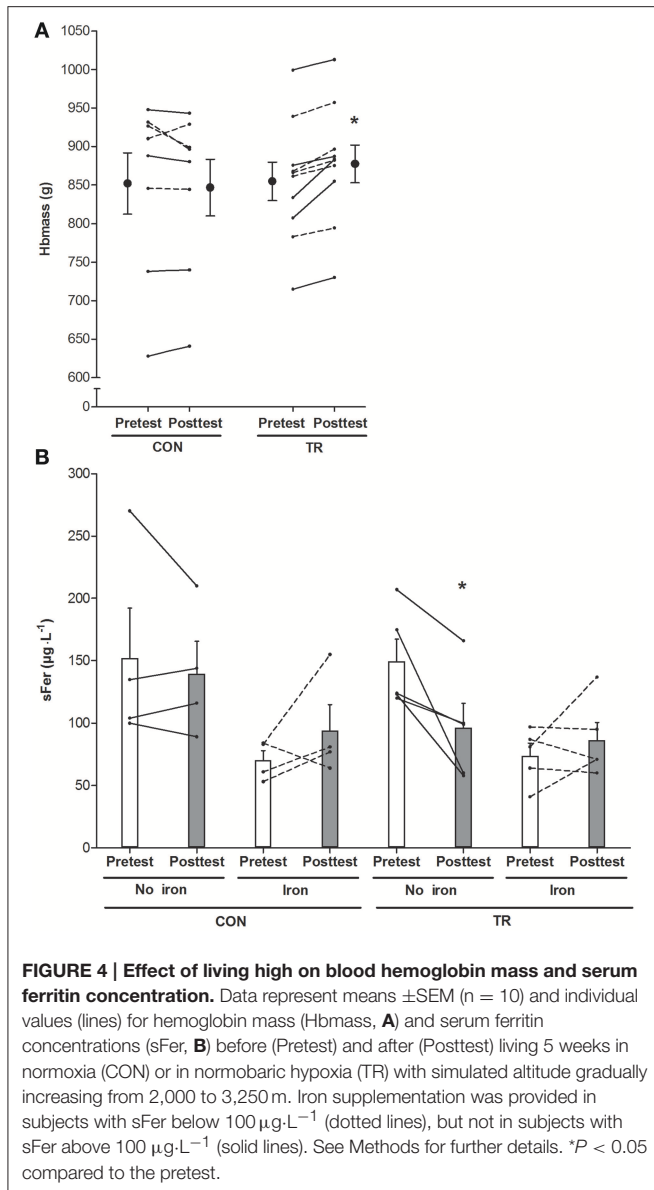 A
1050
1000
950
900
850
800
750
700
650
600
0
Hbmass (g)
*
Pretest Posttest Pretest Posttest
CON TR
B
300
250
200
150
100
50
0
sFer (µg·L⁻¹)
*
Pretest Posttest Pretest Posttest Pretest Posttest Pretest Posttest
No iron Iron No iron Iron
CON TR
FIGURE 4 | Effect of living high on blood hemoglobin mass and serum
ferritin concentration. Data represent means ±SEM (n = 10) and individual
values (lines) for hemoglobin mass (Hbmass, A) and serum ferritin
concentrations (sFer, B) before (Pretest) and after (Posttest) living 5 weeks in
normoxia (CON) or in normobaric hypoxia (TR) with simulated altitude gradually
increasing from 2,000 to 3,250 m. Iron supplementation was provided in
subjects with sFer below 100 µg·L⁻¹ (dotted lines), but not in subjects with
sFer above 100 µg·L⁻¹ (solid lines). See Methods for further details. *P < 0.05
compared to the pretest.